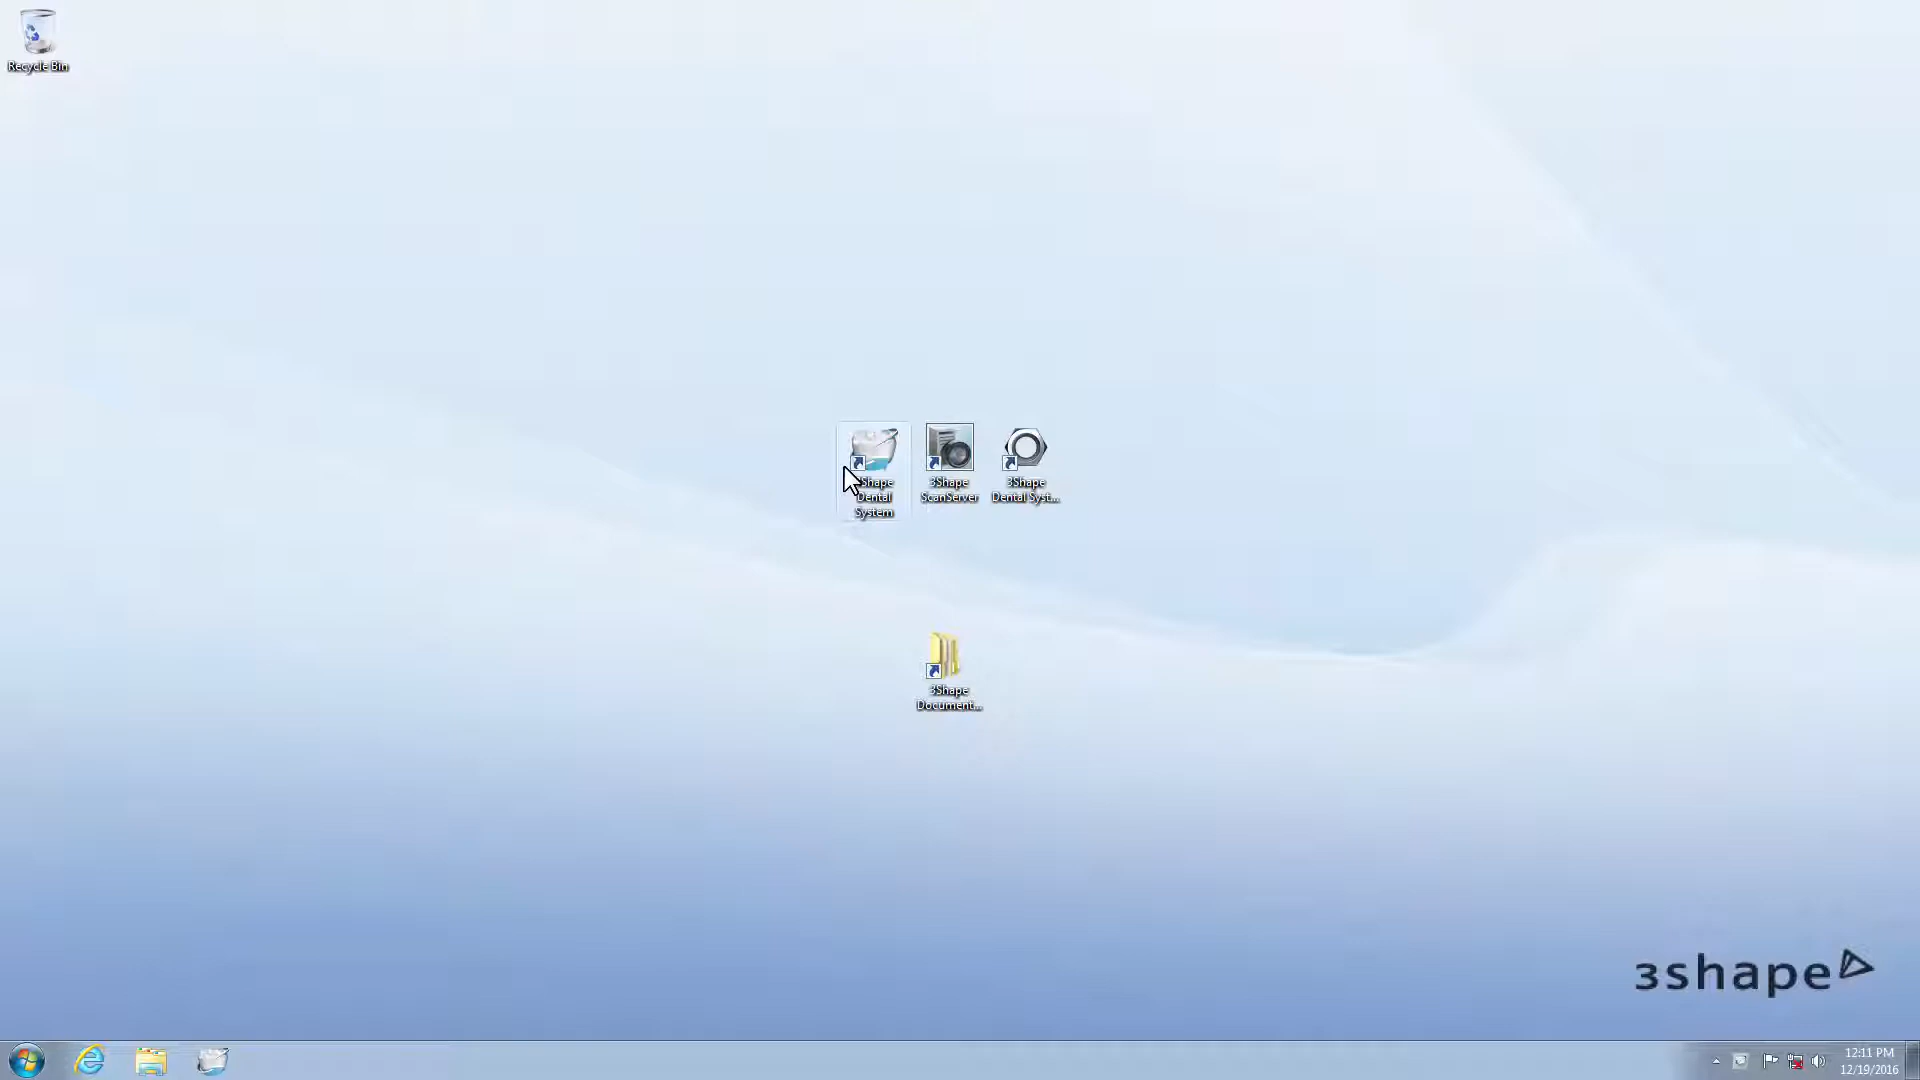 Recycle Bin
3Shape
Dental
System
3Shape
ScanServer
3Shape
Dental Syst...
3Shape
Document...
3shape
12:11 PM
12/19/2016